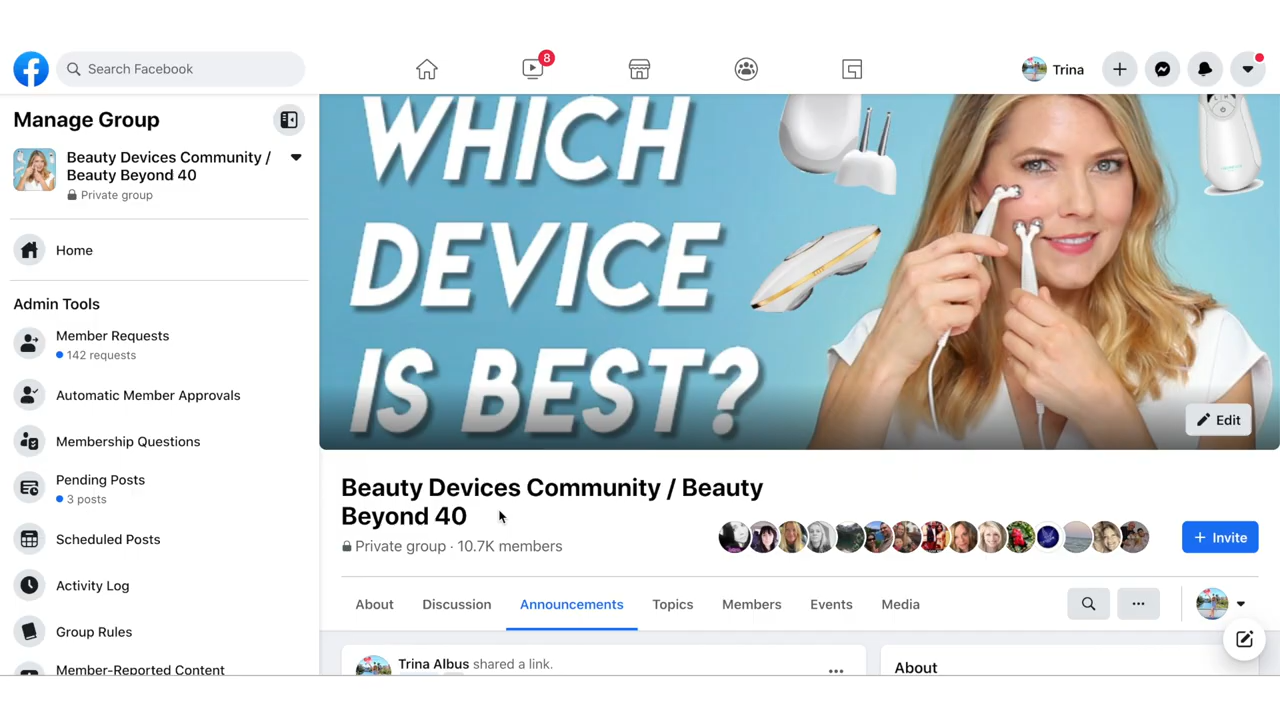 Search Facebook
8
Trina
Manage Group
Beauty Devices Community /
Beauty Beyond 40
Private group
Home
Admin Tools
Member Requests
142 requests
Automatic Member Approvals
Membership Questions
Pending Posts
3 posts
Scheduled Posts
Activity Log
Group Rules
Member-Reported Content
WHICH
DEVICE
IS BEST?
Edit
Beauty Devices Community / Beauty
Beyond 40
Private group · 10.7K members
+ Invite
About
Discussion
Announcements
Topics
Members
Events
Media
Trina Albus shared a link.
About